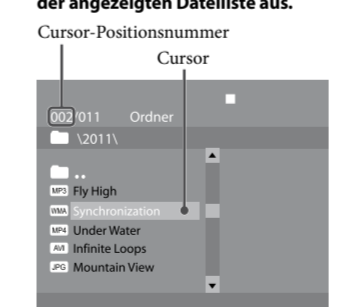 der angezeigten Dateiliste aus.
Cursor-Positionsnummer
Cursor
002/011 Ordner
\2011\
..
MP3 Fly High
WMA Synchronization
MP4 Under Water
AVI Infinite Loops
JPG Mountain View